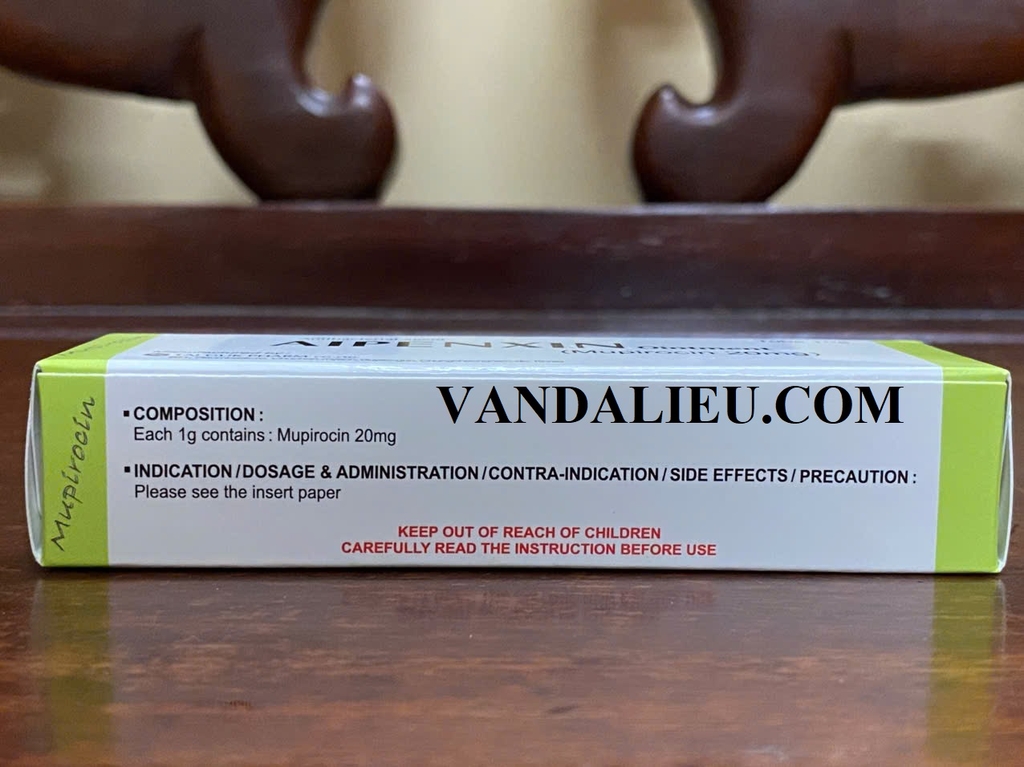 AIPENXIN
(Mupirocin 20mg)
VANDALIEU.COM
▪ COMPOSITION :
Each 1g contains : Mupirocin 20mg
▪ INDICATION / DOSAGE & ADMINISTRATION / CONTRA-INDICATION / SIDE EFFECTS / PRECAUTION :
Please see the insert paper
KEEP OUT OF REACH OF CHILDREN
CAREFULLY READ THE INSTRUCTION BEFORE USE
Mupirocin